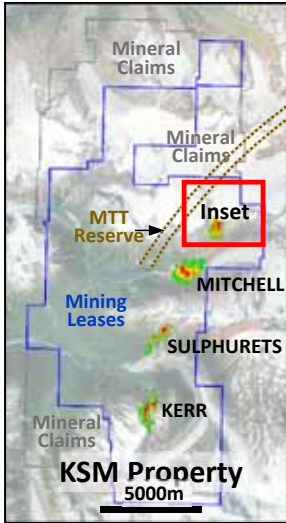 Mineral
Claims
Mineral
Claims
MTT
Reserve
Inset
MITCHELL
Mining
Leases
SULPHURETS
KERR
Mineral
Claims
KSM Property
5000m